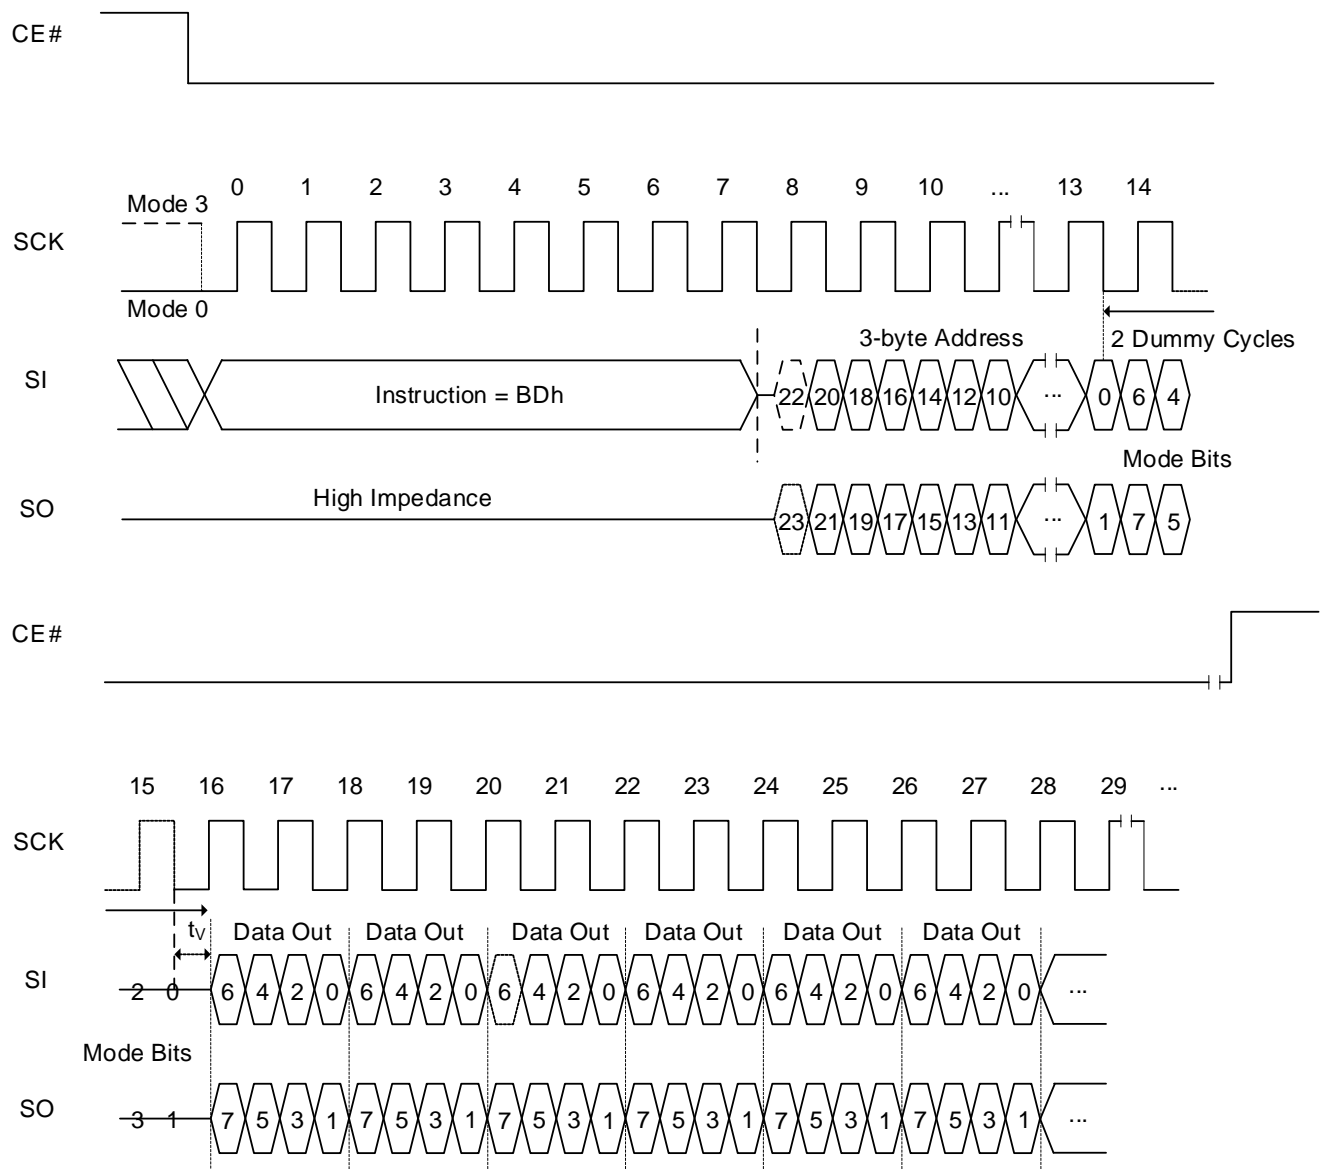 CE#
0 1 2 3 4 5 6 7 8 9 10 ... 13 14
Mode 3
SCK
Mode 0
3-byte Address 2 Dummy Cycles
SI
Instruction = BDh 22 20 18 16 14 12 10 ... 0 6 4
Mode Bits
High Impedance
SO
23 21 19 17 15 13 11 ... 1 7 5
CE#
15 16 17 18 19 20 21 22 23 24 25 26 27 28 29 ...
SCK
tV Data Out Data Out Data Out Data Out Data Out Data Out
SI
2 0 6 4 2 0 6 4 2 0 6 4 2 0 6 4 2 0 6 4 2 0 6 4 2 0 ...
Mode Bits
SO
3 1 7 5 3 1 7 5 3 1 7 5 3 1 7 5 3 1 7 5 3 1 7 5 3 1 ...